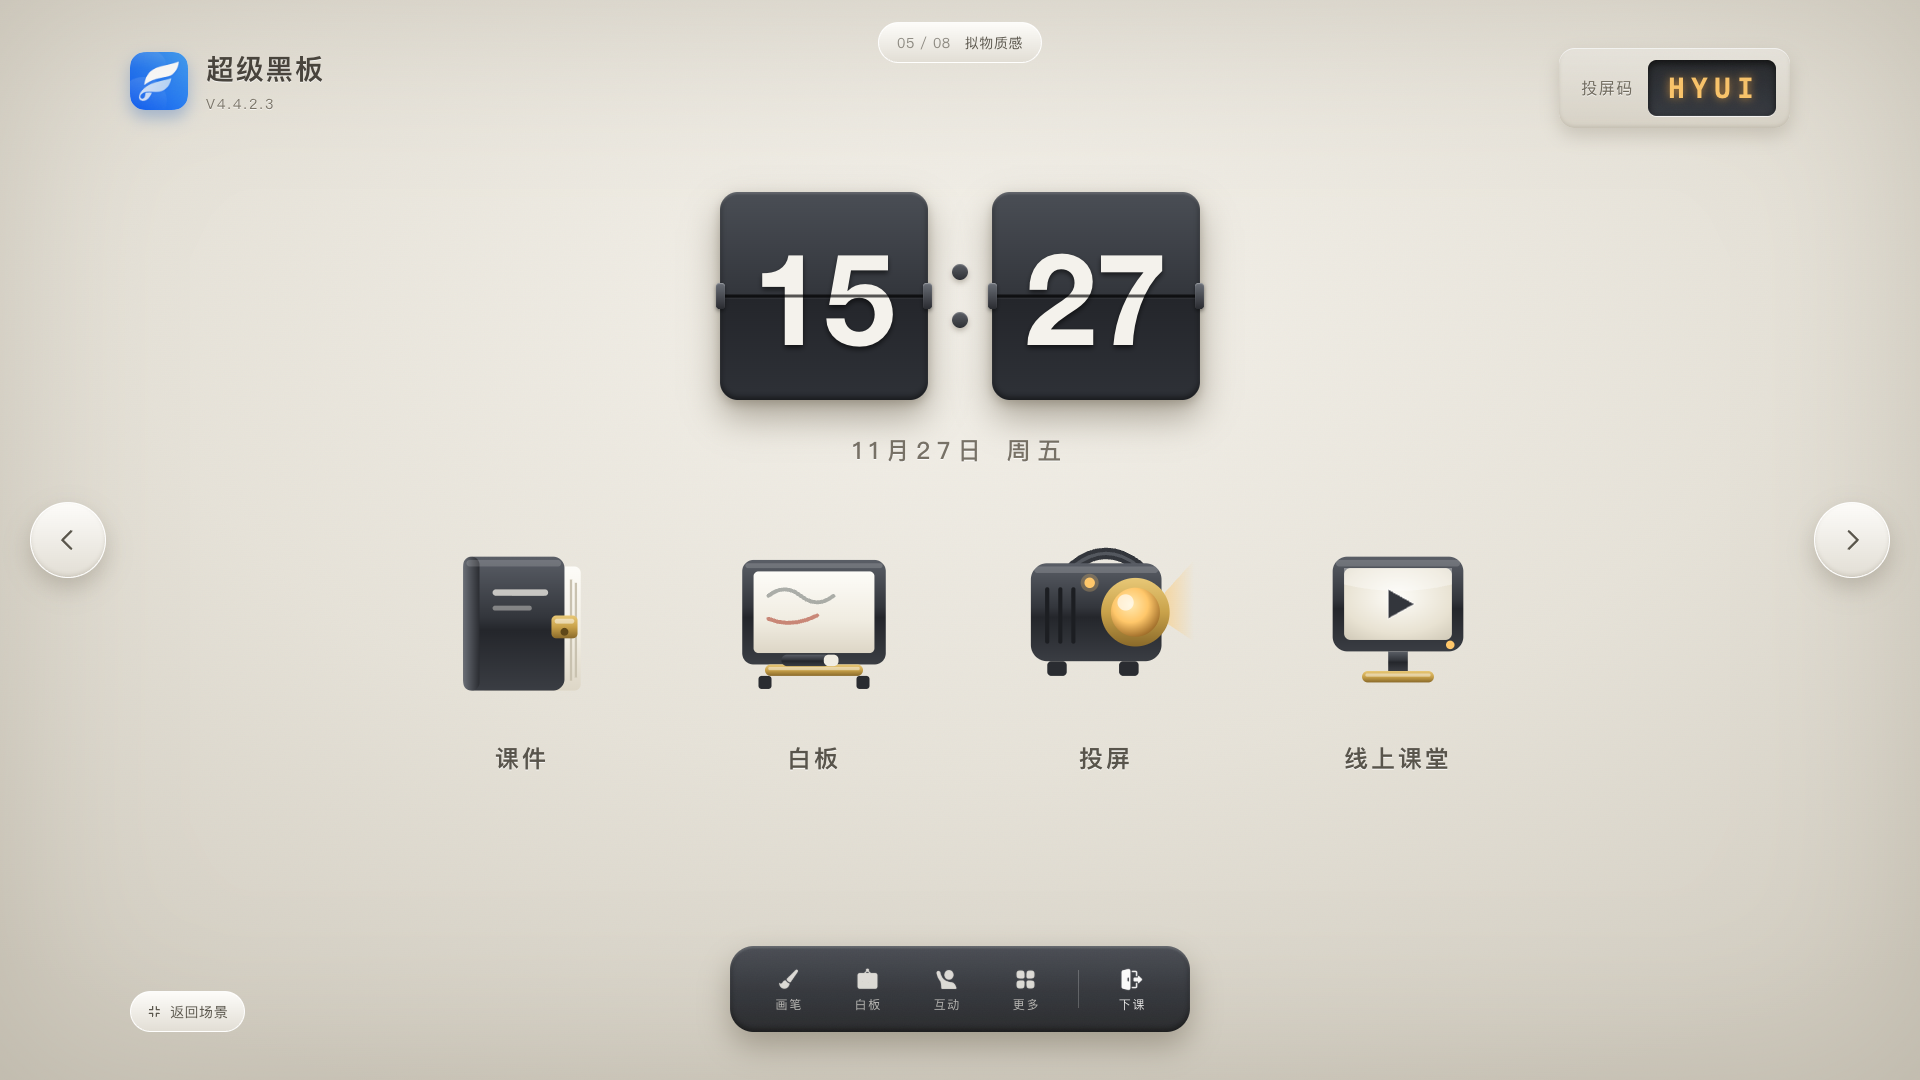 05 / 08 拟物质感
超级黑板
V4.4.2.3
投屏码 HYUI
15:27
11月27日 周五
课件 白板 投屏 线上课堂
返回场景
画笔 白板 互动 更多 下课